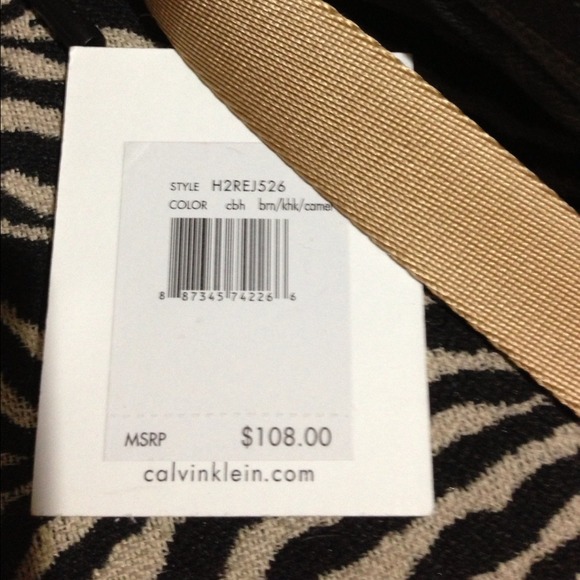 STYLE H2REJ526
COLOR cbh brn/khk/camel
8 87345 74226 6
MSRP $108.00
calvinklein.com